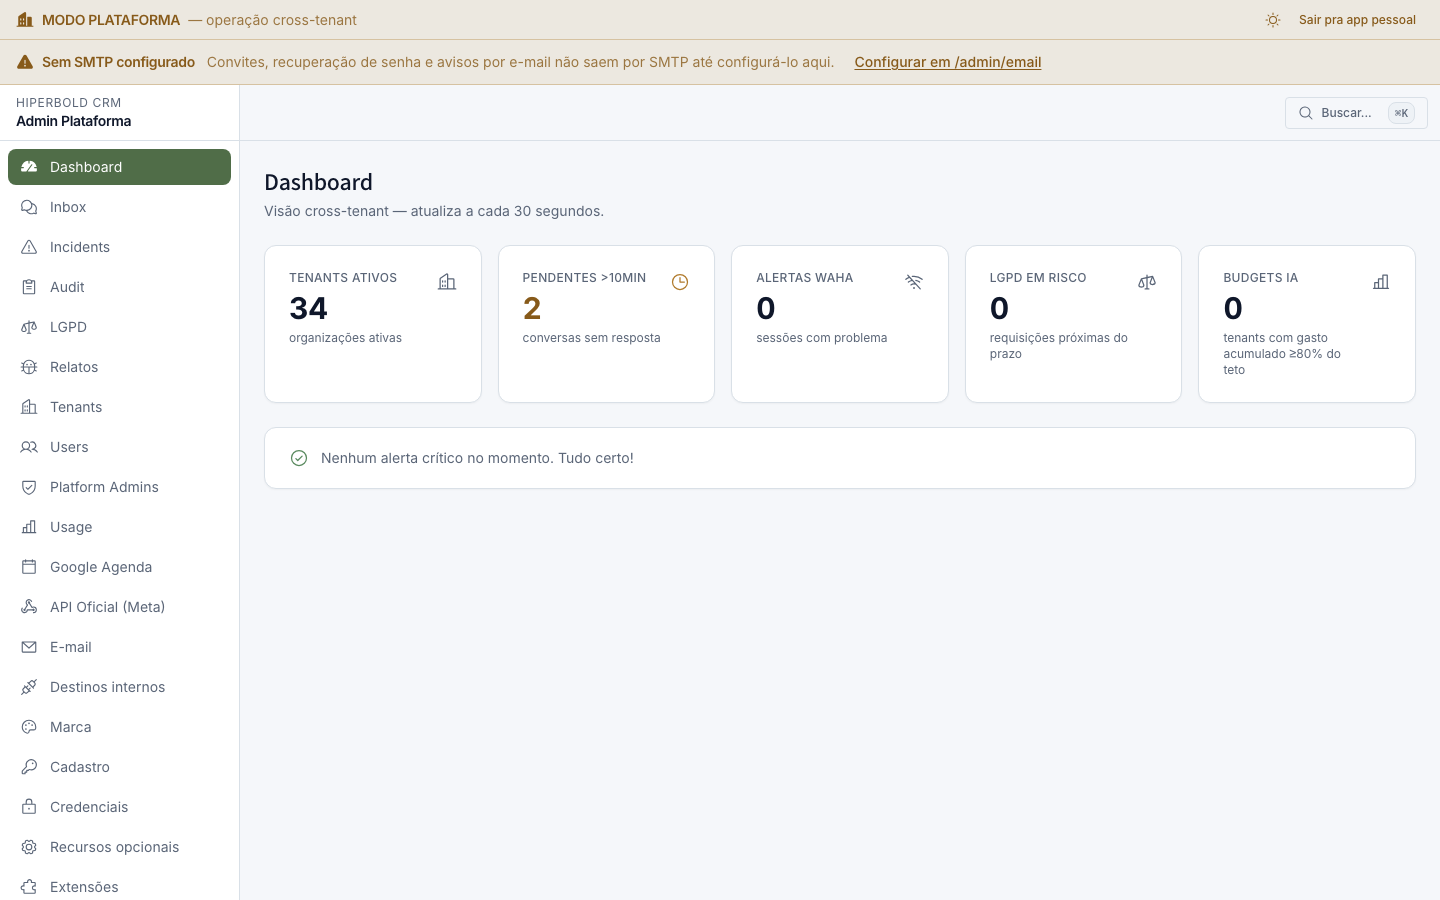 MODO PLATAFORMA — operação cross-tenant
Sair pra app pessoal
Sem SMTP configurado Convites, recuperação de senha e avisos por e-mail não saem por SMTP até configurá-lo aqui. Configurar em /admin/email
HIPERBOLD CRM
Admin Plataforma
Buscar... ⌘K
Dashboard
Inbox
Incidents
Audit
LGPD
Relatos
Tenants
Users
Platform Admins
Usage
Google Agenda
API Oficial (Meta)
E-mail
Destinos internos
Marca
Cadastro
Credenciais
Recursos opcionais
Extensões
Dashboard
Visão cross-tenant — atualiza a cada 30 segundos.
TENANTS ATIVOS
34
organizações ativas
PENDENTES >10MIN
2
conversas sem resposta
ALERTAS WAHA
0
sessões com problema
LGPD EM RISCO
0
requisições próximas do
prazo
BUDGETS IA
0
tenants com gasto
acumulado ≥80% do
teto
Nenhum alerta crítico no momento. Tudo certo!